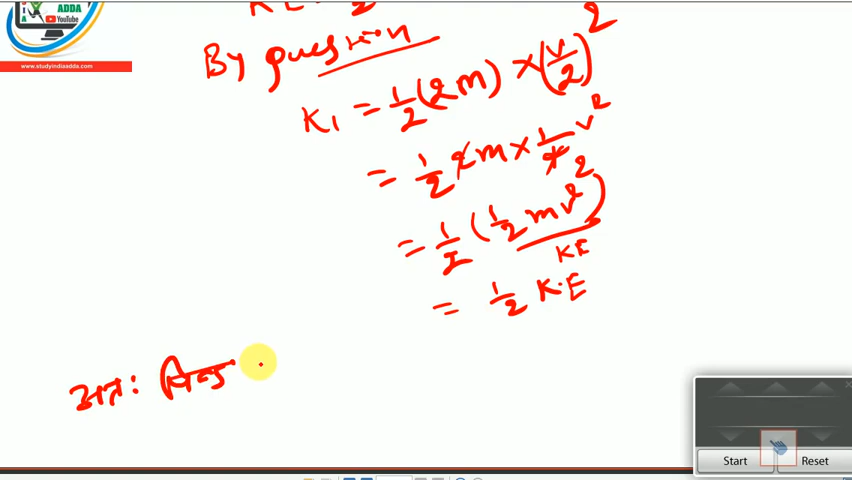 ADDA
YouTube
www.studyindiaadda.com
By question
K1 = 1/2 (2m) × (v/2)²
= 1/2 2m × 1/4 v²
= 1/2 (1/2 mv²)
KE
= 1/2 K.E
अतः
Start Reset